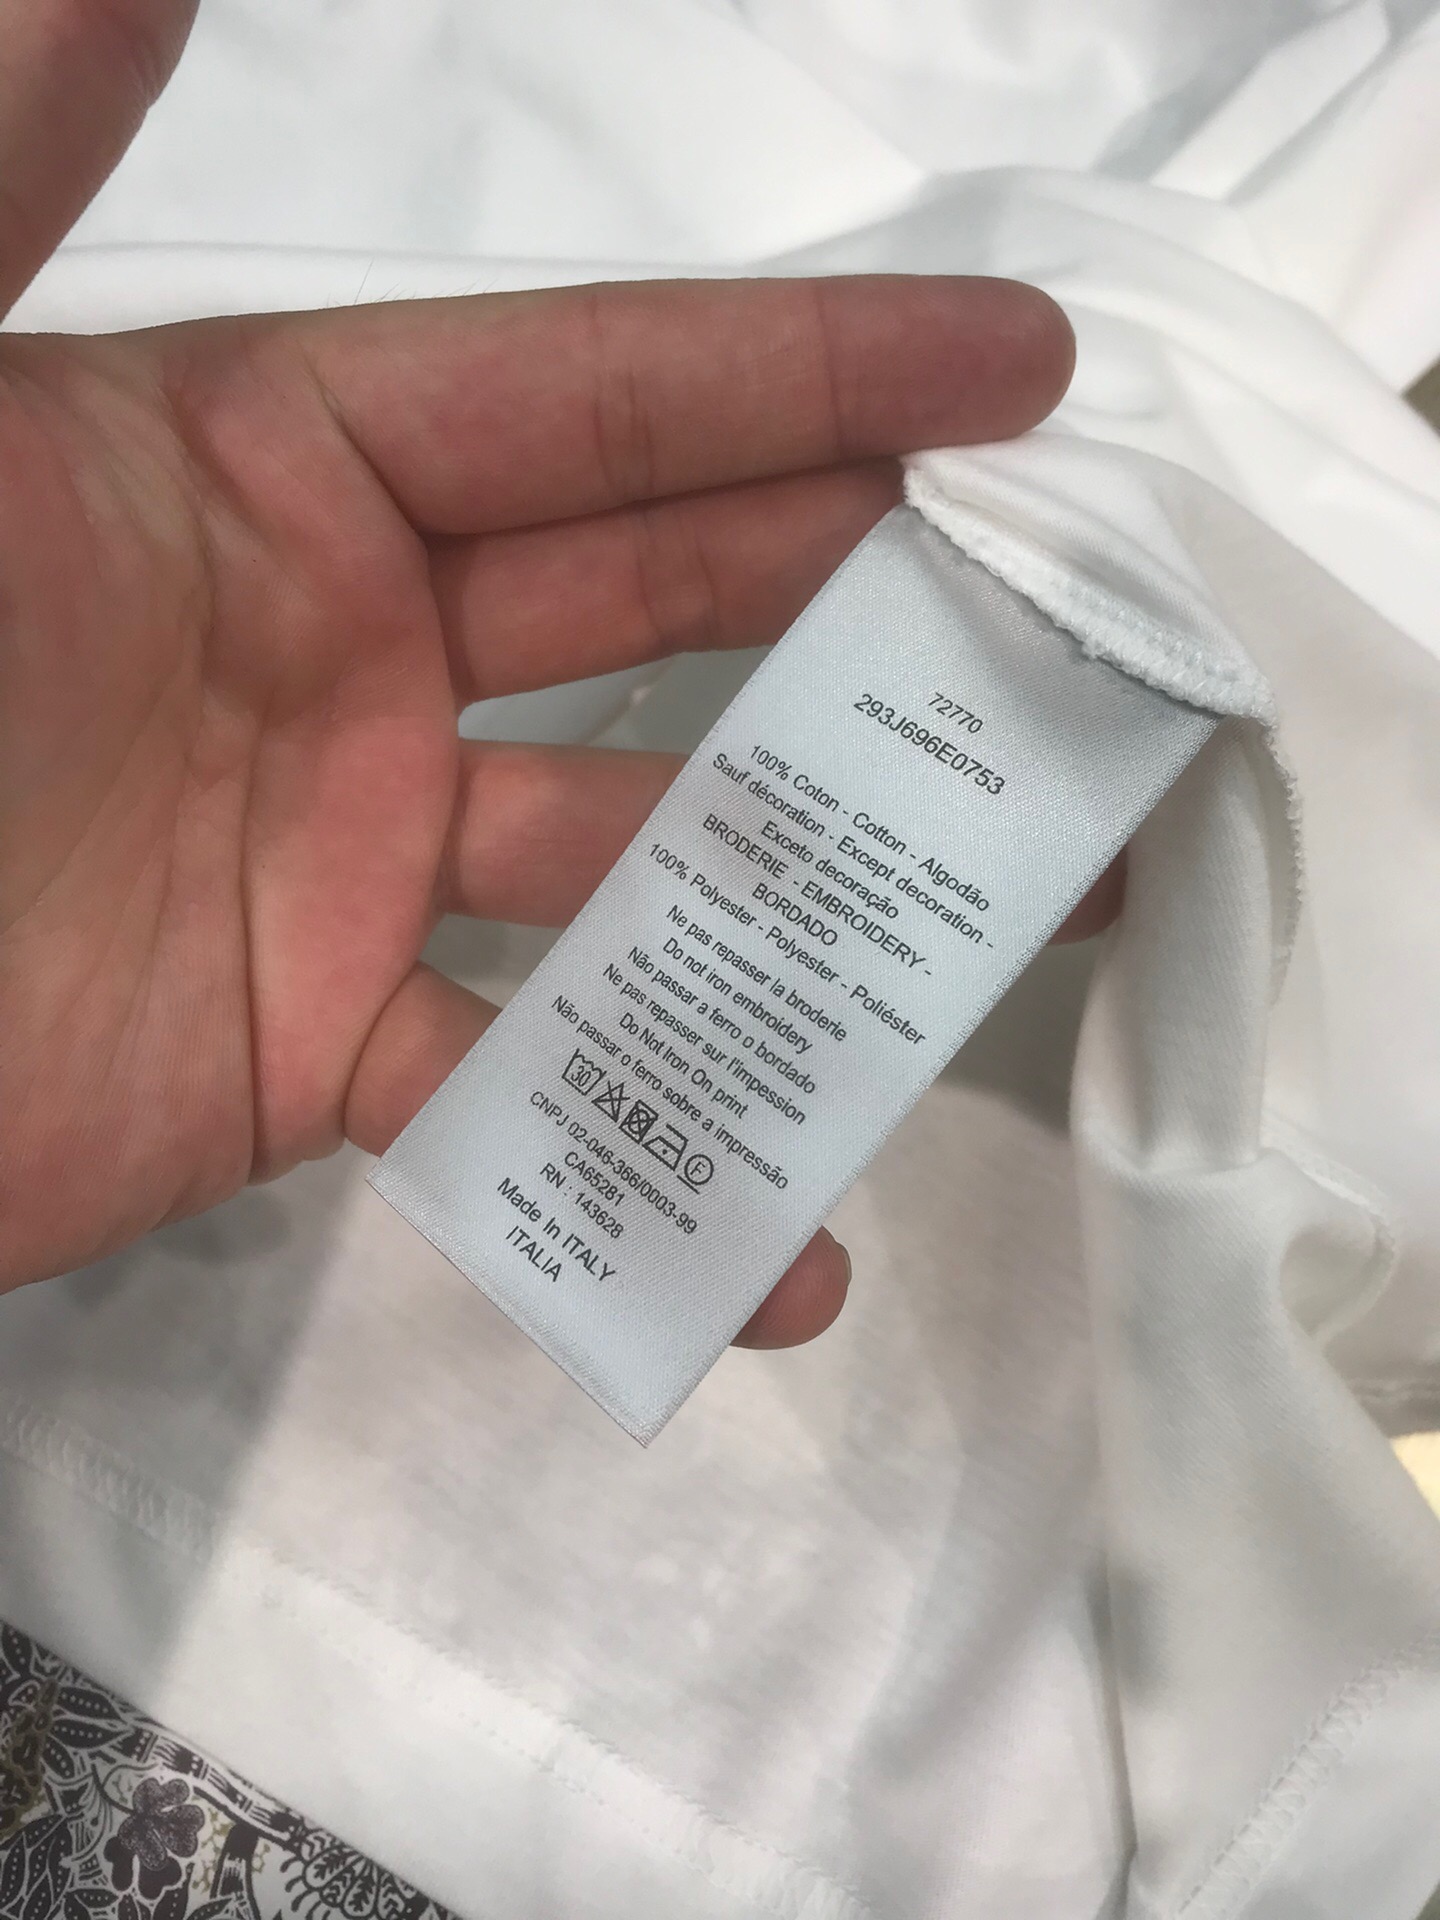 72770
293J696E0753
100% Coton - Cotton - Algodão
Sauf décoration - Except decoration -
Exceto decoração
BRODERIE - EMBROIDERY -
BORDADO
100% Polyester - Polyester - Poliéster
Ne pas repasser la broderie
Do not iron embroidery
Não passar a ferro o bordado
Ne pas repasser sur l'impession
Do Not Iron On print
Não passar o ferro sobre a impressão
30 F
CNPJ 02-046-366/0003-99
CA65281
RN : 143628
Made In ITALY
ITALIA